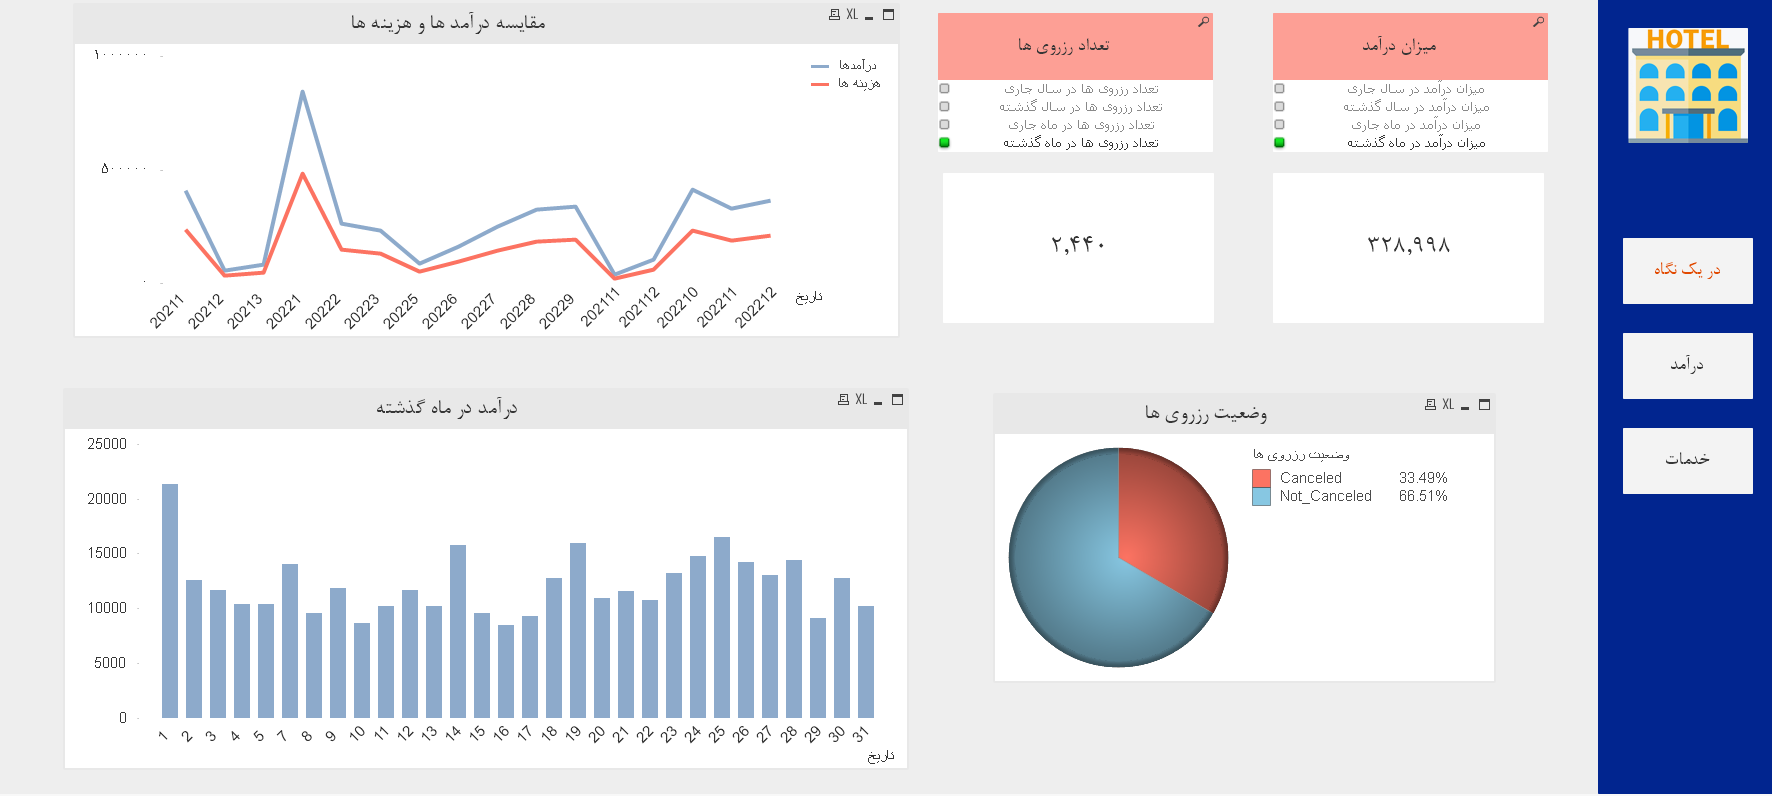 HOTEL
در یک نگاه
درآمد
خدمات
میزان درآمد
میزان درآمد در سال جاری
میزان درآمد در سال گذشته
میزان درآمد در ماه جاری
میزان درآمد در ماه گذشته
۳۲۸,۹۹۸
تعداد رزروی ها
تعداد رزروی ها در سال جاری
تعداد رزروی ها در سال گذشته
تعداد رزروی ها در ماه جاری
تعداد رزروی ها در ماه گذشته
۲,۴۴۰
مقایسه درآمد ها و هزینه ها
XL
درآمدها
هزینه ها
۱۰۰۰۰۰۰
۵۰۰۰۰۰
۰
20211
20212
20213
20221
20222
20223
20225
20226
20227
20228
20229
202111
202112
202210
202211
202212
تاریخ
وضعیت رزروی ها
XL
وضعیت رزروی ها
Canceled 33.49%
Not_Canceled 66.51%
درآمد در ماه گذشته
XL
25000
20000
15000
10000
5000
0
1 2 3 4 5 7 8 9 10 11 12 13 14 15 16 17 18 19 20 21 22 23 24 25 26 27 28 29 30 31
تاریخ